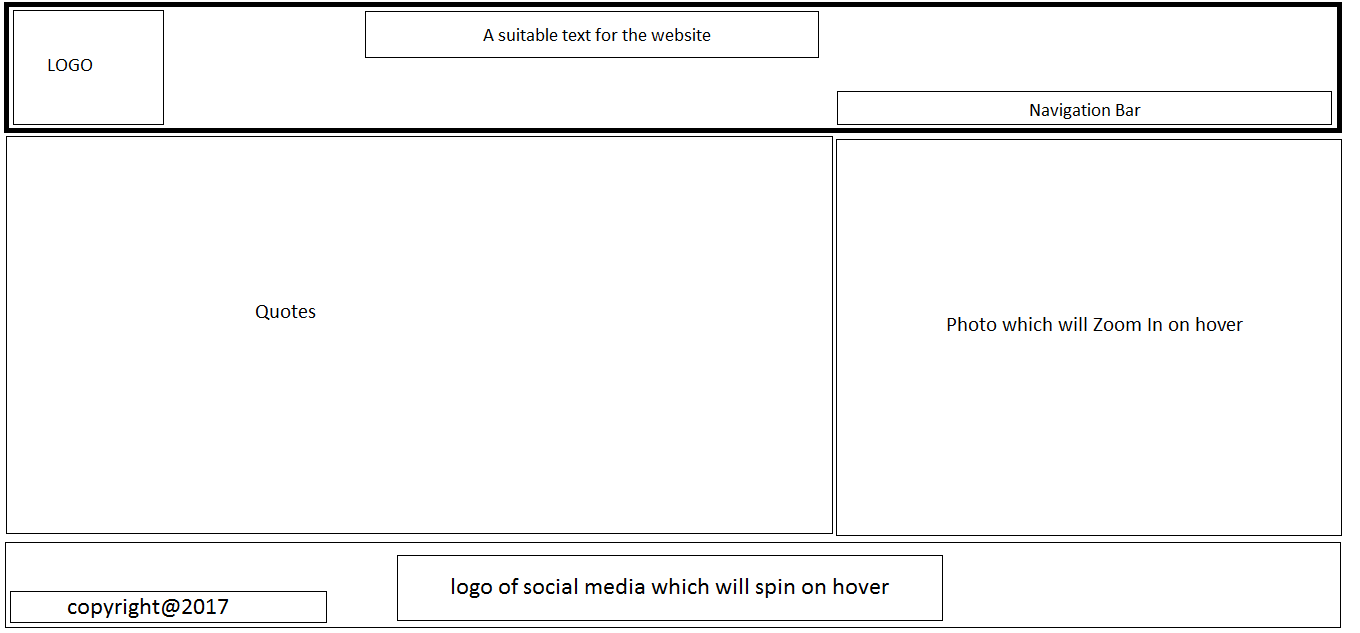 LOGO
A suitable text for the website
Navigation Bar
Quotes
Photo which will Zoom In on hover
logo of social media which will spin on hover
copyright@2017